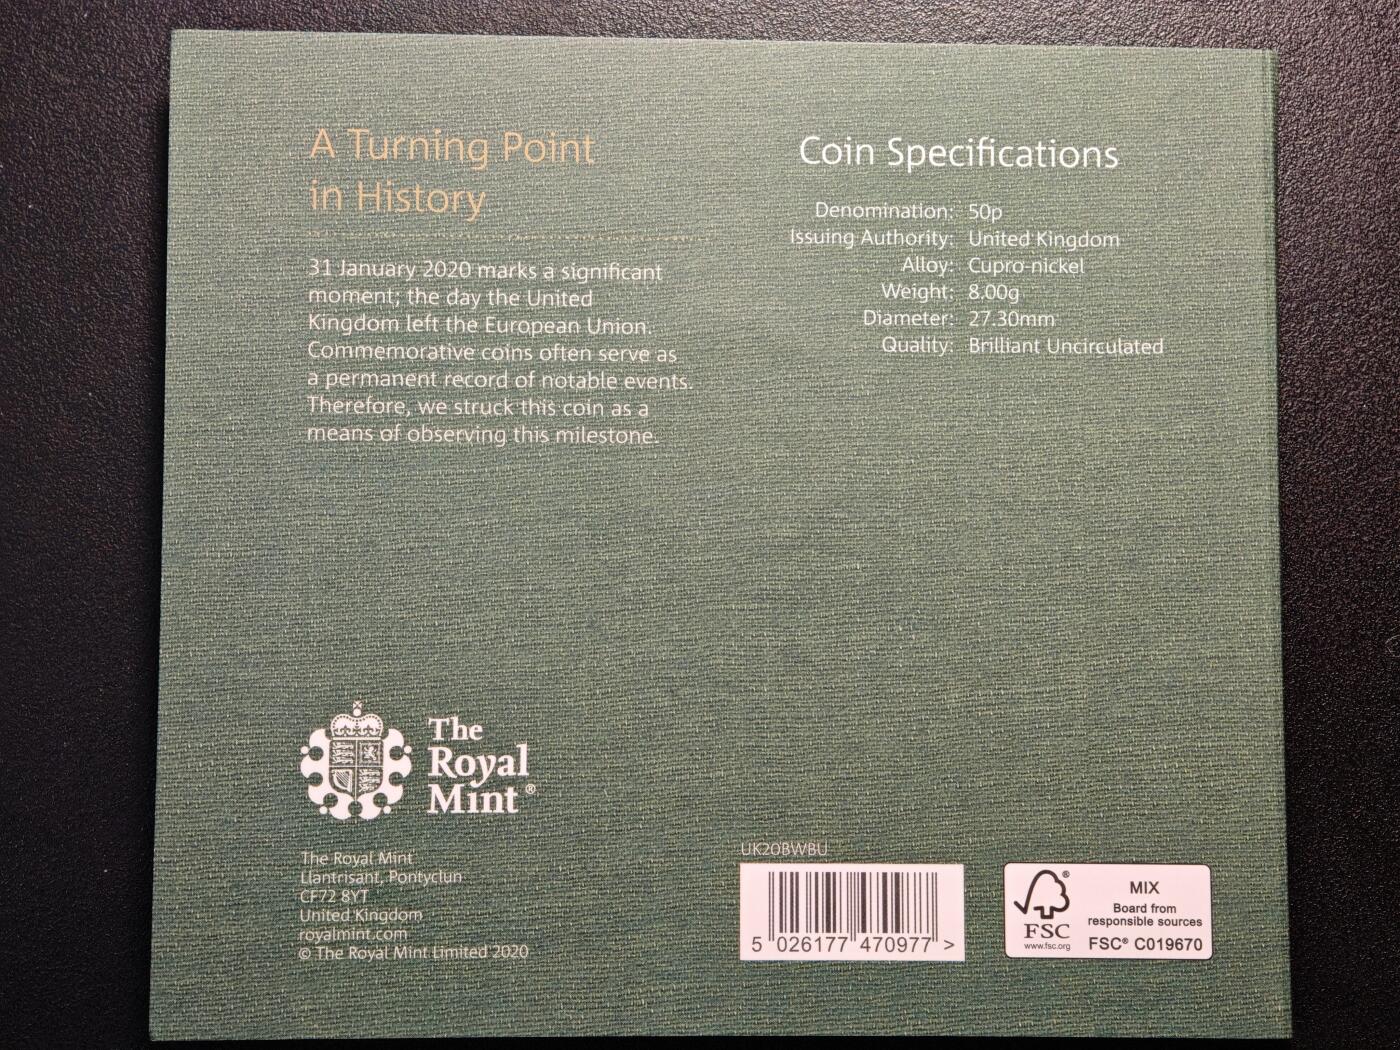 A Turning Point
in History
31 January 2020 marks a significant
moment; the day the United
Kingdom left the European Union.
Commemorative coins often serve as
a permanent record of notable events.
Therefore, we struck this coin as a
means of observing this milestone.
Coin Specifications
Denomination: 50p
Issuing Authority: United Kingdom
Alloy: Cupro-nickel
Weight: 8.00g
Diameter: 27.30mm
Quality: Brilliant Uncirculated
The
Royal
Mint®
The Royal Mint
Llantrisant, Pontyclun
CF72 8YT
United Kingdom
royalmint.com
© The Royal Mint Limited 2020
UK20BWBU
5 026177 470977 >
FSC®
www.fsc.org
MIX
Board from
responsible sources
FSC® C019670